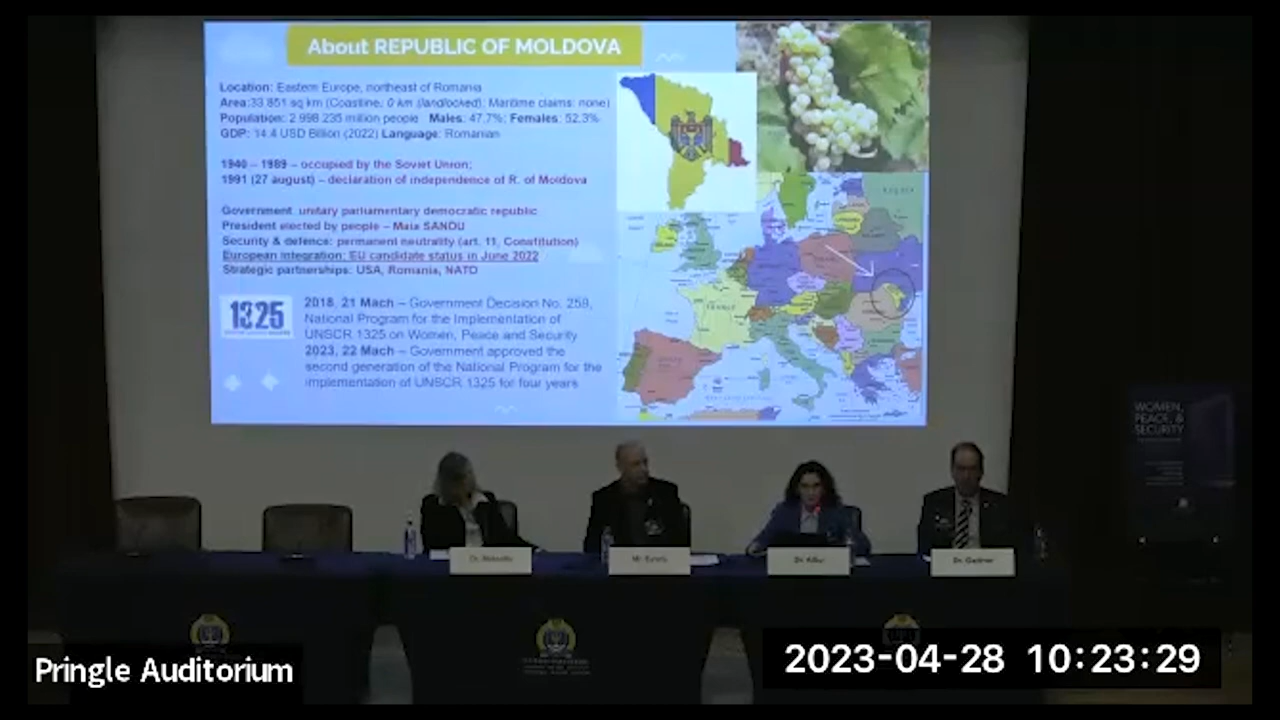 About REPUBLIC OF MOLDOVA
Location: Eastern Europe, northeast of Romania
Area:33 851 sq km (Coastline: 0 km (landlocked); Maritime claims: none)
Population: 2 998 235 million people Males: 47.7%; Females: 52.3%
GDP: 14.4 USD Billion (2022) Language: Romanian
1940 – 1989 – occupied by the Soviet Union;
1991 (27 august) – declaration of independence of R. of Moldova
Government: unitary parliamentary democratic republic
President elected by people – Maia SANDU
Security & defence: permanent neutrality (art. 11, Constitution)
European integration: EU candidate status in June 2022
Strategic partnerships: USA, Romania, NATO
1325
2018, 21 Mach – Government Decision No. 259,
National Program for the Implementation of
UNSCR 1325 on Women, Peace and Security
2023, 22 Mach – Government approved the
second generation of the National Program for the
implementation of UNSCR 1325 for four years
FRANCE
WOMEN,
PEACE, &
SECURITY
Dr.
Mr.
Dr.
Dr.
Pringle Auditorium
2023-04-28 10:23:29